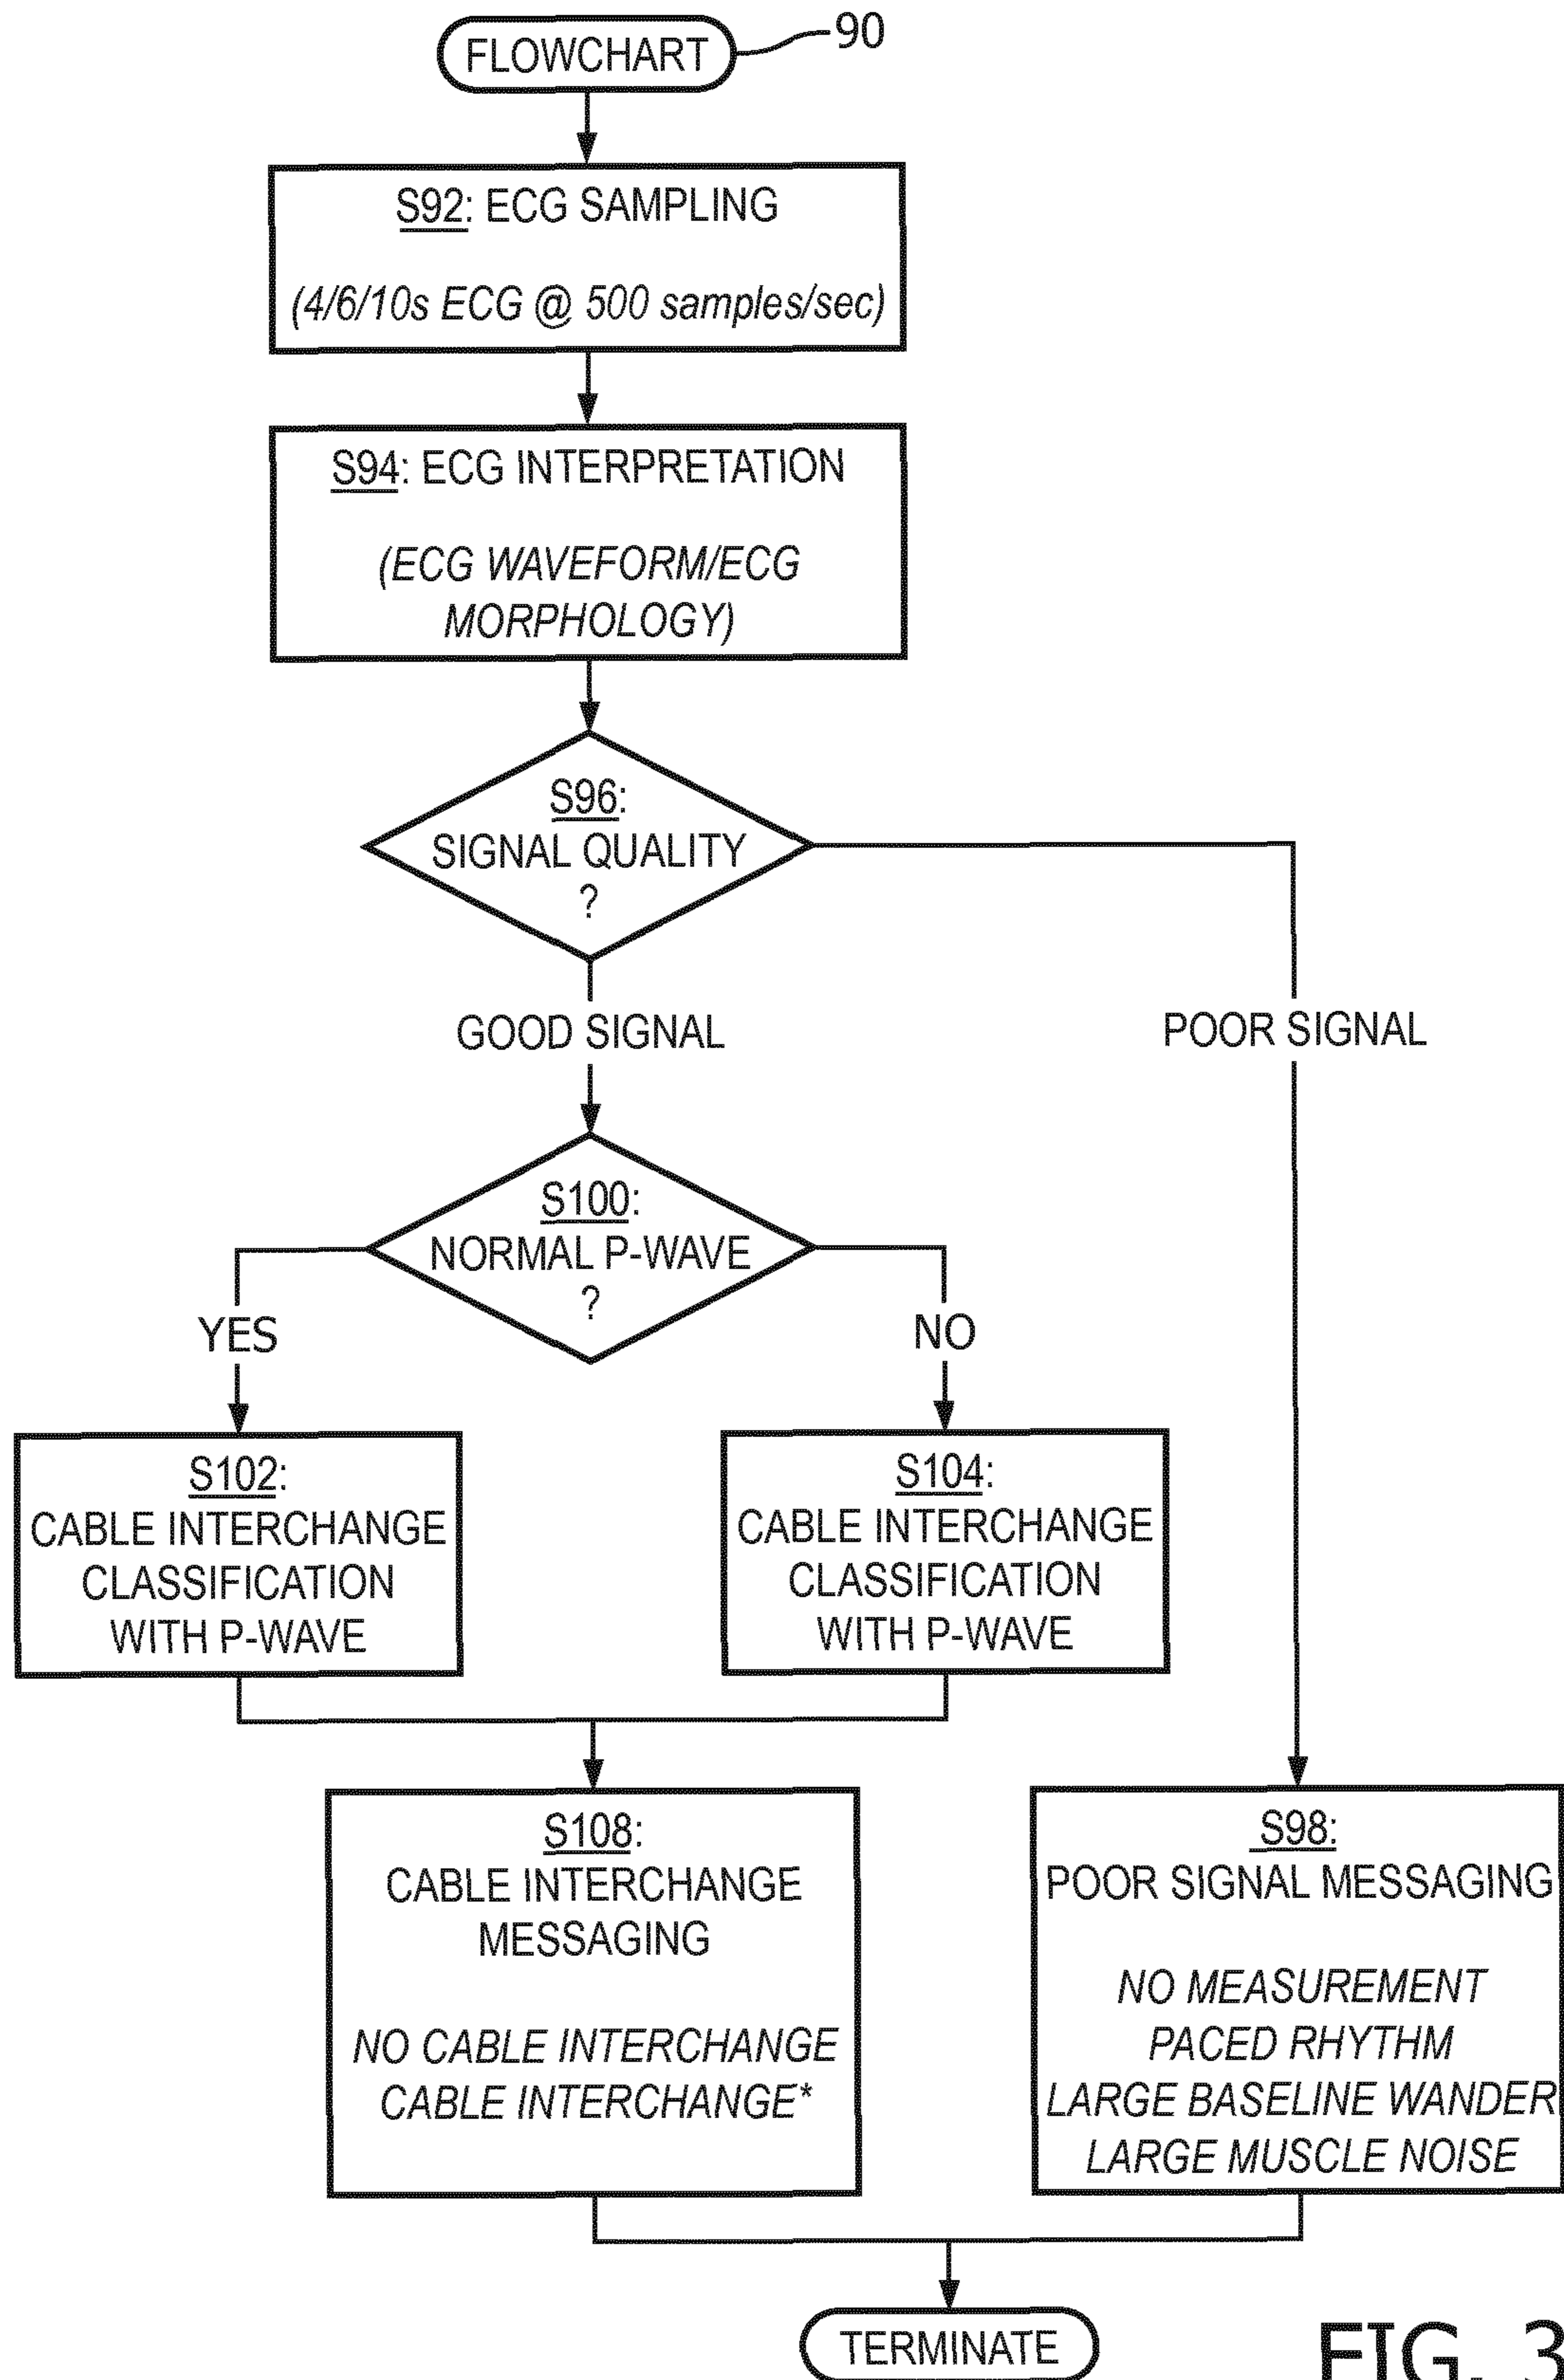 FLOWCHART
90
S92: ECG SAMPLING
(4/6/10s ECG @ 500 samples/sec)
S94: ECG INTERPRETATION
(ECG WAVEFORM/ECG
MORPHOLOGY)
S96:
SIGNAL QUALITY
?
GOOD SIGNAL
POOR SIGNAL
S100:
NORMAL P-WAVE
?
YES
NO
S102:
CABLE INTERCHANGE
CLASSIFICATION
WITH P-WAVE
S104:
CABLE INTERCHANGE
CLASSIFICATION
WITH P-WAVE
S108:
CABLE INTERCHANGE
MESSAGING
NO CABLE INTERCHANGE
CABLE INTERCHANGE*
S98:
POOR SIGNAL MESSAGING
NO MEASUREMENT
PACED RHYTHM
LARGE BASELINE WANDER
LARGE MUSCLE NOISE
TERMINATE
FIG. 3